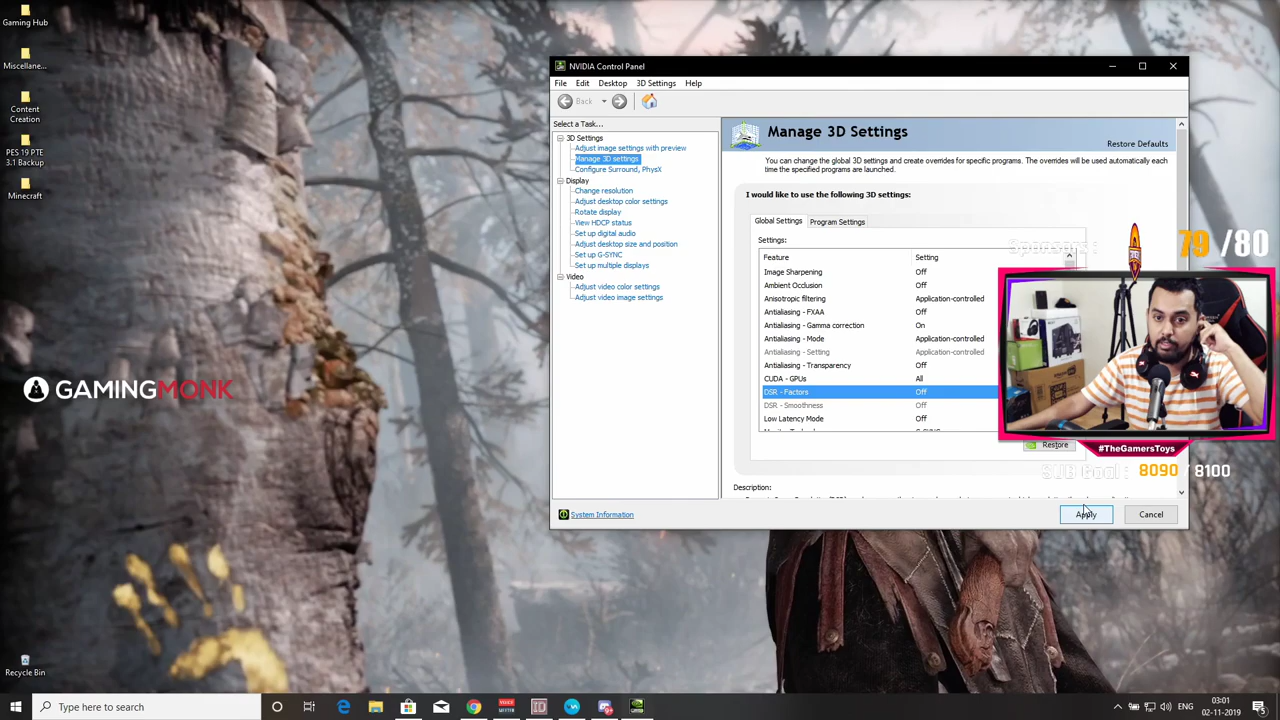 Gaming Hub
Miscellane...
Content
Creation
PES 19 PTE
3.1 Backup
Minecraft
GAMINGMONK
Recycle Bin
NVIDIA Control Panel
File Edit Desktop 3D Settings Help
Back
Select a Task...
3D Settings
Adjust image settings with preview
Manage 3D settings
Configure Surround, PhysX
Display
Change resolution
Adjust desktop color settings
Rotate display
View HDCP status
Set up digital audio
Adjust desktop size and position
Set up G-SYNC
Set up multiple displays
Video
Adjust video color settings
Adjust video image settings
System Information
Manage 3D Settings
Restore Defaults
You can change the global 3D settings and create overrides for specific programs. The overrides will be used automatically each
time the specified programs are launched.
I would like to use the following 3D settings:
Global Settings Program Settings
Settings:
Feature Setting
Image Sharpening Off
Ambient Occlusion Off
Anisotropic filtering Application-controlled
Antialiasing - FXAA Off
Antialiasing - Gamma correction On
Antialiasing - Mode Application-controlled
Antialiasing - Setting Application-controlled
Antialiasing - Transparency Off
CUDA - GPUs All
DSR - Factors Off
DSR - Smoothness Off
Low Latency Mode Off
Restore
Description:
Apply Cancel
Sponsors : 79 /80
#TheGamersToys
SUB Goal : 8090 / 8100
Type here to search
ENG
03:01
02-11-2019
5